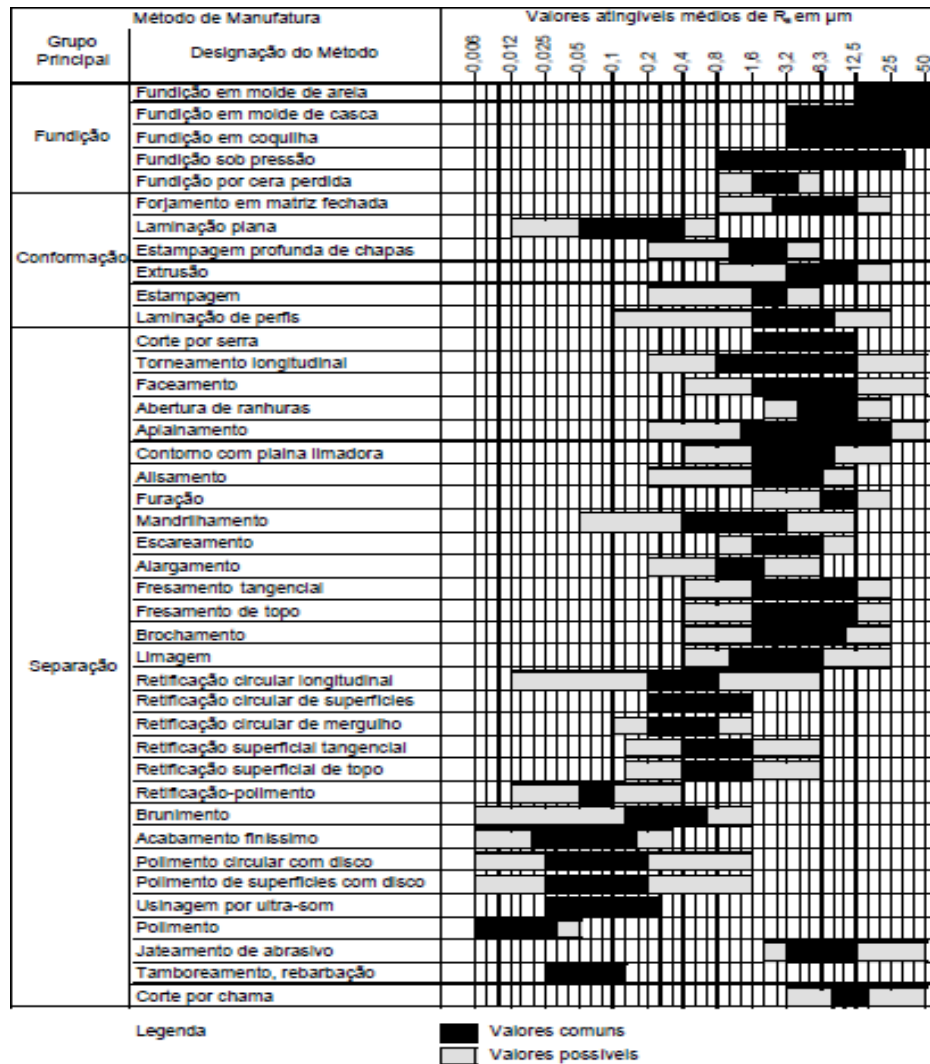 Método de Manufatura
Valores atingíveis médios de Rₐ em µm
Grupo Principal
Designação do Método
0,006 0,012 0,025 0,05 0,1 0,2 0,4 0,8 1,6 3,2 6,3 12,5 25 50
Fundição
Fundição em molde de areia
Fundição em molde de casca
Fundição em coquilha
Fundição sob pressão
Fundição por cera perdida
Conformação
Forjamento em matriz fechada
Laminação plana
Estampagem profunda de chapas
Extrusão
Estampagem
Laminação de perfis
Separação
Corte por serra
Torneamento longitudinal
Faceamento
Abertura de ranhuras
Aplainamento
Contorno com plaina limadora
Alisamento
Furação
Mandrilhamento
Escareamento
Alargamento
Fresamento tangencial
Fresamento de topo
Brochamento
Limagem
Retificação circular longitudinal
Retificação circular de superfícies
Retificação circular de mergulho
Retificação superficial tangencial
Retificação superficial de topo
Retificação-polimento
Brunimento
Acabamento finíssimo
Polimento circular com disco
Polimento de superfícies com disco
Usinagem por ultra-som
Polimento
Jateamento de abrasivo
Tamboreamento, rebarbação
Corte por chama
Legenda
Valores comuns
Valores possíveis